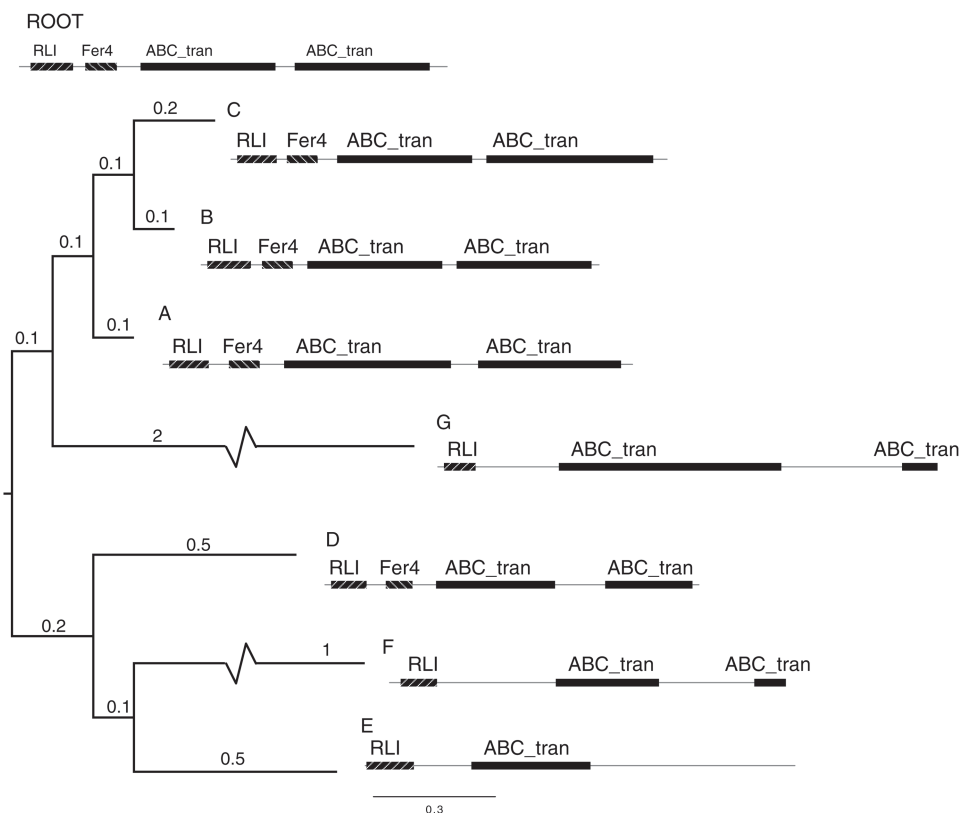 ROOT
RLI Fer4 ABC_tran ABC_tran
0.2 C
RLI Fer4 ABC_tran ABC_tran
0.1
0.1 B
RLI Fer4 ABC_tran ABC_tran
0.1
0.1 A
RLI Fer4 ABC_tran ABC_tran
0.1
2 G
RLI ABC_tran ABC_tran
0.5 D
RLI Fer4 ABC_tran ABC_tran
0.2
1 F
RLI ABC_tran ABC_tran
0.1
E
RLI ABC_tran
0.5
0.3